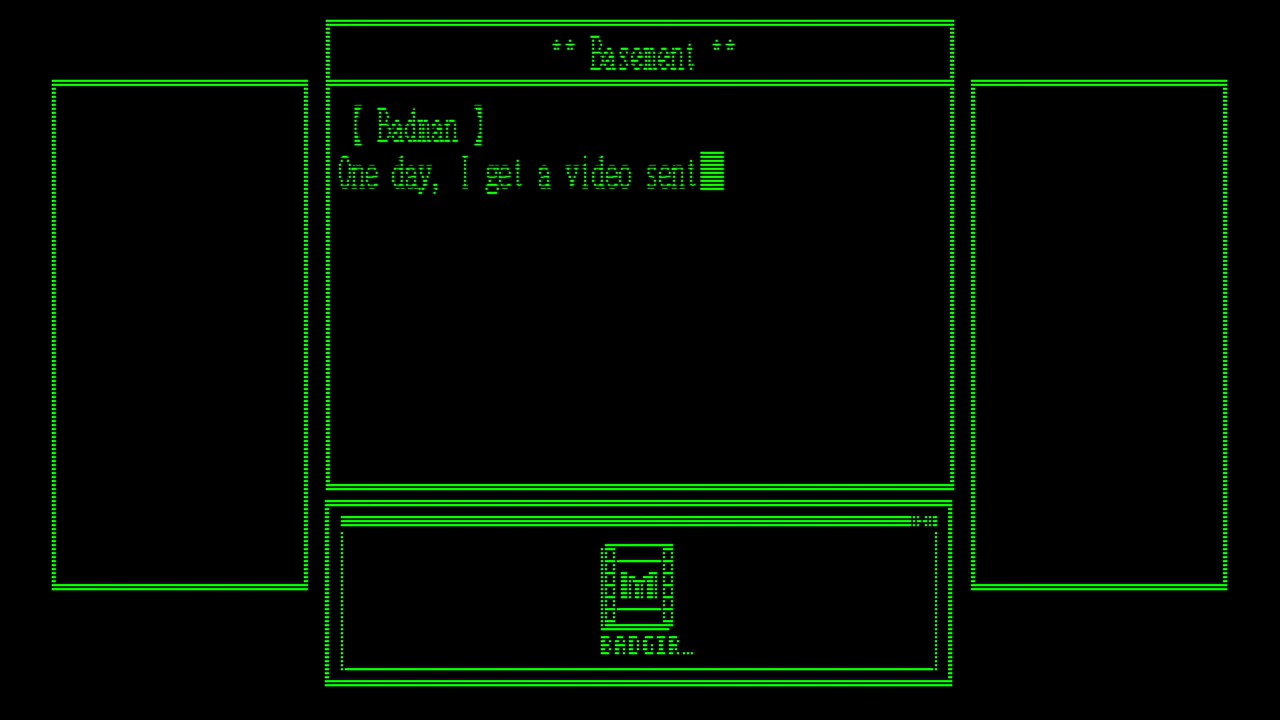 ** Basement **
[ Badman ]
One day, I get a video sent
BADGIR…